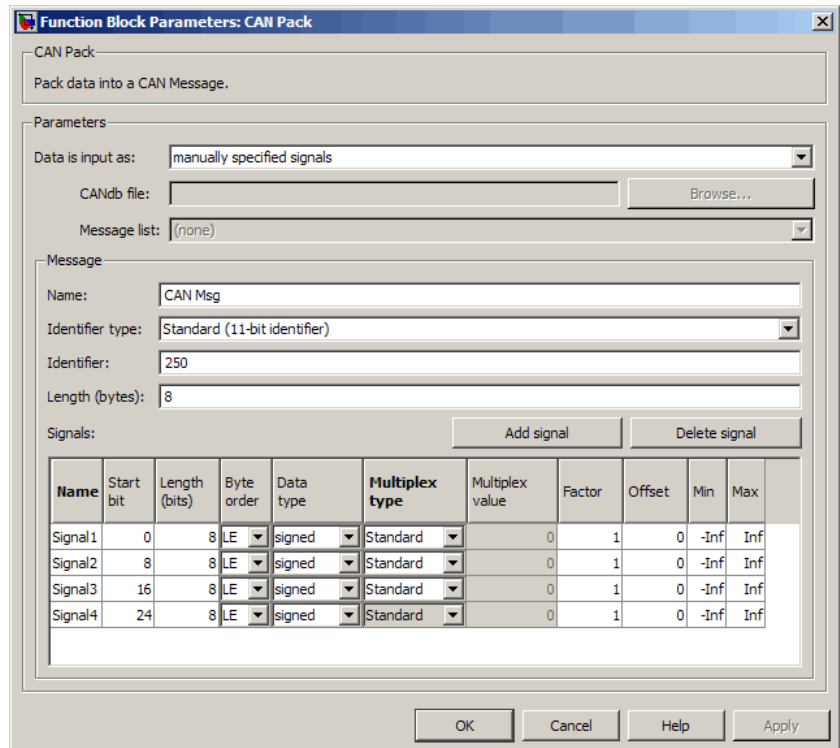 Function Block Parameters: CAN Pack
CAN Pack
Pack data into a CAN Message.
Parameters
Data is input as: manually specified signals
CANdb file: Browse...
Message list: (none)
Message
Name: CAN Msg
Identifier type: Standard (11-bit identifier)
Identifier: 250
Length (bytes): 8
Signals: Add signal Delete signal
Name Start bit Length (bits) Byte order Data type Multiplex type Multiplex value Factor Offset Min Max
Signal1 0 8 LE signed Standard 0 1 0 -Inf Inf
Signal2 8 8 LE signed Standard 0 1 0 -Inf Inf
Signal3 16 8 LE signed Standard 0 1 0 -Inf Inf
Signal4 24 8 LE signed Standard 0 1 0 -Inf Inf
OK Cancel Help Apply